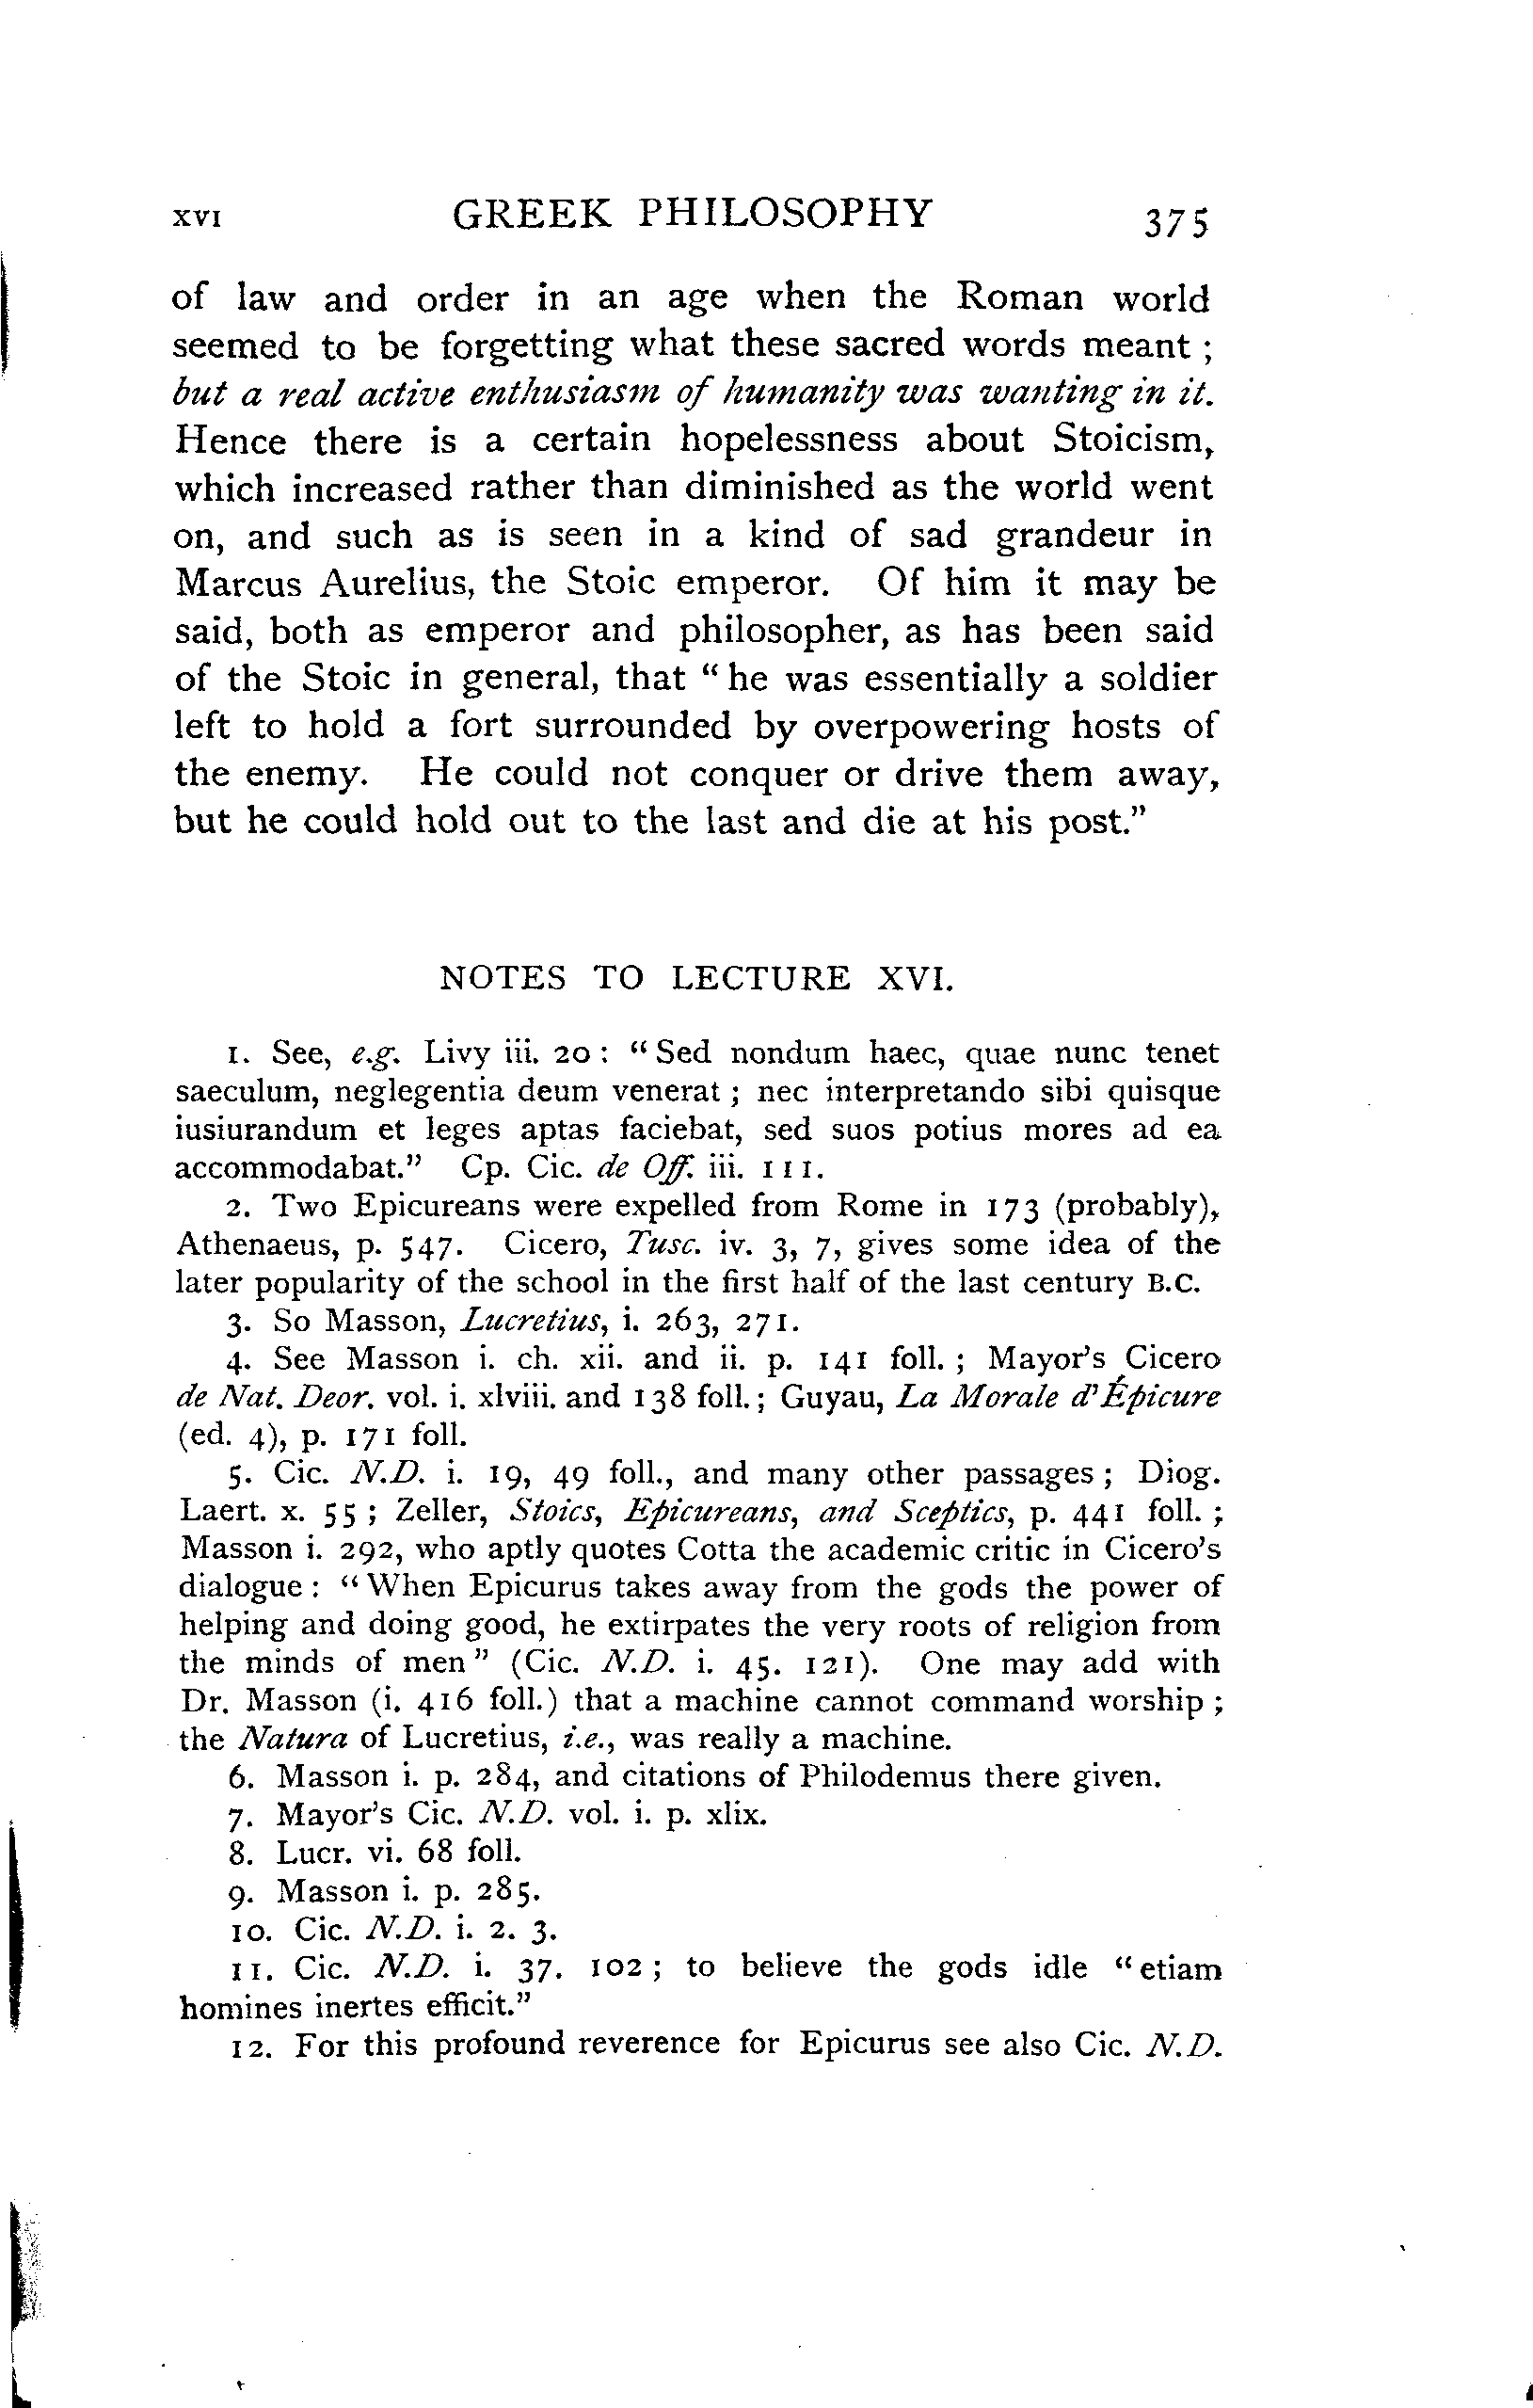 XVI GREEK PHILOSOPHY 375
of law and order in an age when the Roman world
seemed to be forgetting what these sacred words meant ;
but a real active enthusiasm of humanity was wanting in it.
Hence there is a certain hopelessness about Stoicism,
which increased rather than diminished as the world went
on, and such as is seen in a kind of sad grandeur in
Marcus Aurelius, the Stoic emperor. Of him it may be
said, both as emperor and philosopher, as has been said
of the Stoic in general, that “ he was essentially a soldier
left to hold a fort surrounded by overpowering hosts of
the enemy. He could not conquer or drive them away,
but he could hold out to the last and die at his post.”
NOTES TO LECTURE XVI.
1. See, e.g. Livy iii. 20 : “ Sed nondum haec, quae nunc tenet
saeculum, neglegentia deum venerat ; nec interpretando sibi quisque
iusiurandum et leges aptas faciebat, sed suos potius mores ad ea
accommodabat.” Cp. Cic. de Off. iii. 111.
2. Two Epicureans were expelled from Rome in 173 (probably),
Athenaeus, p. 547. Cicero, Tusc. iv. 3, 7, gives some idea of the
later popularity of the school in the first half of the last century B.C.
3. So Masson, Lucretius, i. 263, 271.
4. See Masson i. ch. xii. and ii. p. 141 foll. ; Mayor’s Cicero
de Nat. Deor. vol. i. xlviii. and 138 foll. ; Guyau, La Morale d’Épicure
(ed. 4), p. 171 foll.
5. Cic. N.D. i. 19, 49 foll., and many other passages ; Diog.
Laert. x. 55 ; Zeller, Stoics, Epicureans, and Sceptics, p. 441 foll. ;
Masson i. 292, who aptly quotes Cotta the academic critic in Cicero’s
dialogue : “ When Epicurus takes away from the gods the power of
helping and doing good, he extirpates the very roots of religion from
the minds of men ” (Cic. N.D. i. 45. 121). One may add with
Dr. Masson (i. 416 foll.) that a machine cannot command worship ;
the Natura of Lucretius, i.e., was really a machine.
6. Masson i. p. 284, and citations of Philodemus there given.
7. Mayor’s Cic. N.D. vol. i. p. xlix.
8. Lucr. vi. 68 foll.
9. Masson i. p. 285.
10. Cic. N.D. i. 2. 3.
11. Cic. N.D. i. 37. 102 ; to believe the gods idle “ etiam
homines inertes efficit.”
12. For this profound reverence for Epicurus see also Cic. N.D.